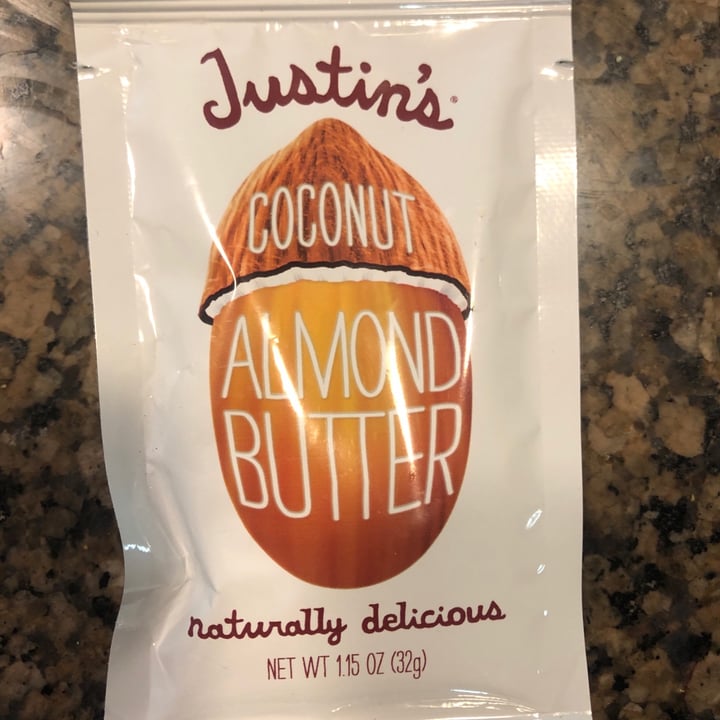 Justin's®
COCONUT
ALMOND
BUTTER
naturally delicious
NET WT 1.15 OZ (32g)